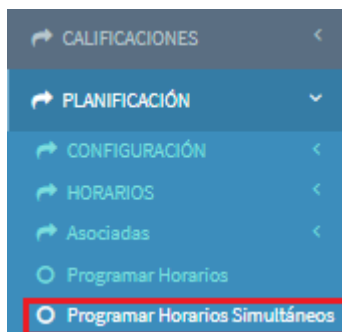 CALIFICACIONES
PLANIFICACIÓN
CONFIGURACIÓN
HORARIOS
Asociadas
Programar Horarios
Programar Horarios Simultáneos